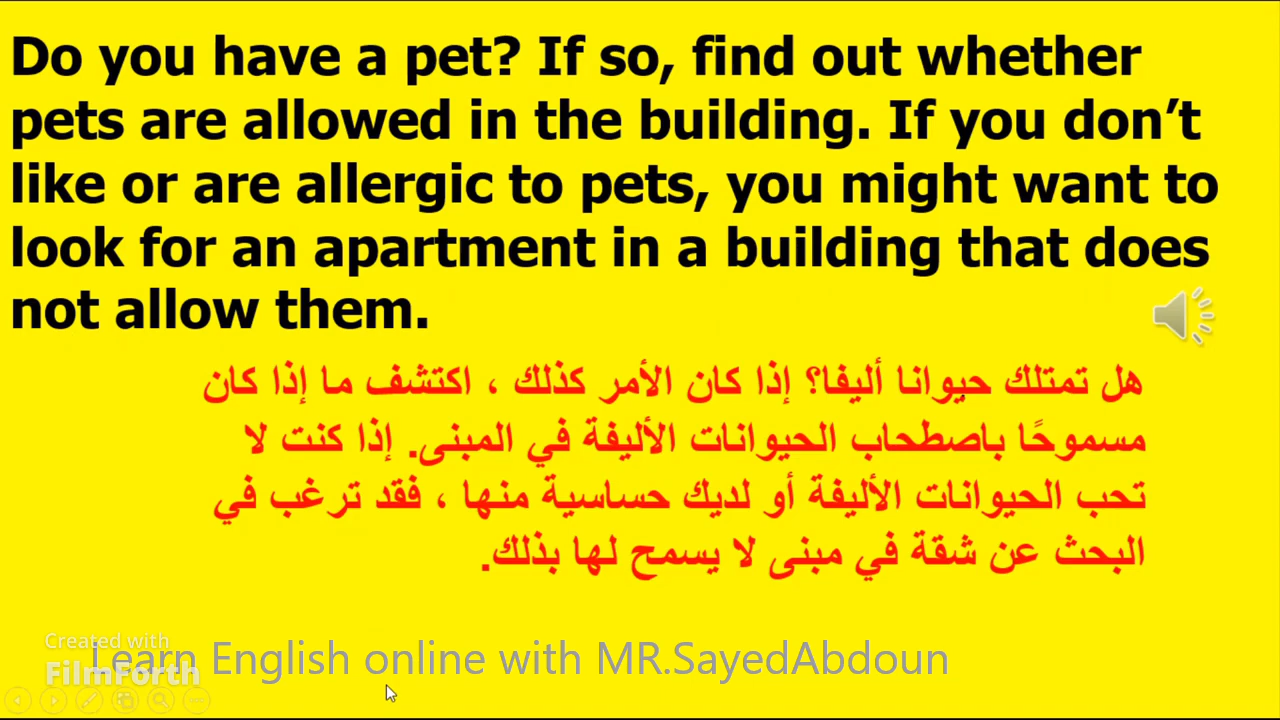 Do you have a pet? If so, find out whether
pets are allowed in the building. If you don’t
like or are allergic to pets, you might want to
look for an apartment in a building that does
not allow them.
هل تمتلك حيوانا أليفا؟ إذا كان الأمر كذلك ، اكتشف ما إذا كان
مسموحًا باصطحاب الحيوانات الأليفة في المبنى. إذا كنت لا
تحب الحيوانات الأليفة أو لديك حساسية منها ، فقد ترغب في
البحث عن شقة في مبنى لا يسمح لها بذلك.
Created with
FilmForth
Learn English online with MR.SayedAbdoun